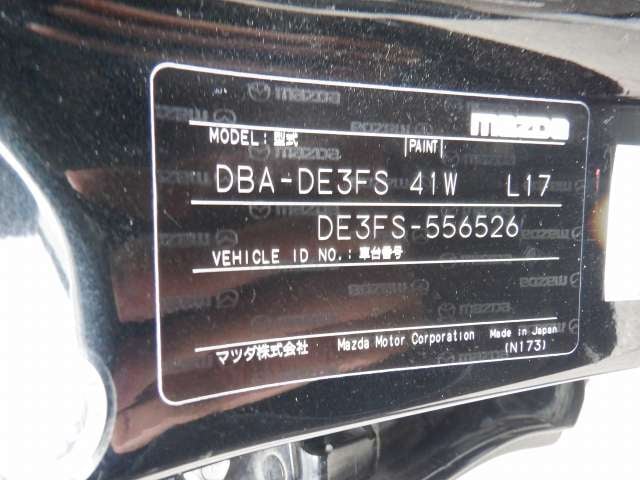 mazda
MODEL:型式 PAINT
DBA-DE3FS 41W L17
DE3FS-556526
VEHICLE ID NO.:車台番号
マツダ株式会社 Mazda Motor Corporation Made in Japan
(N173)